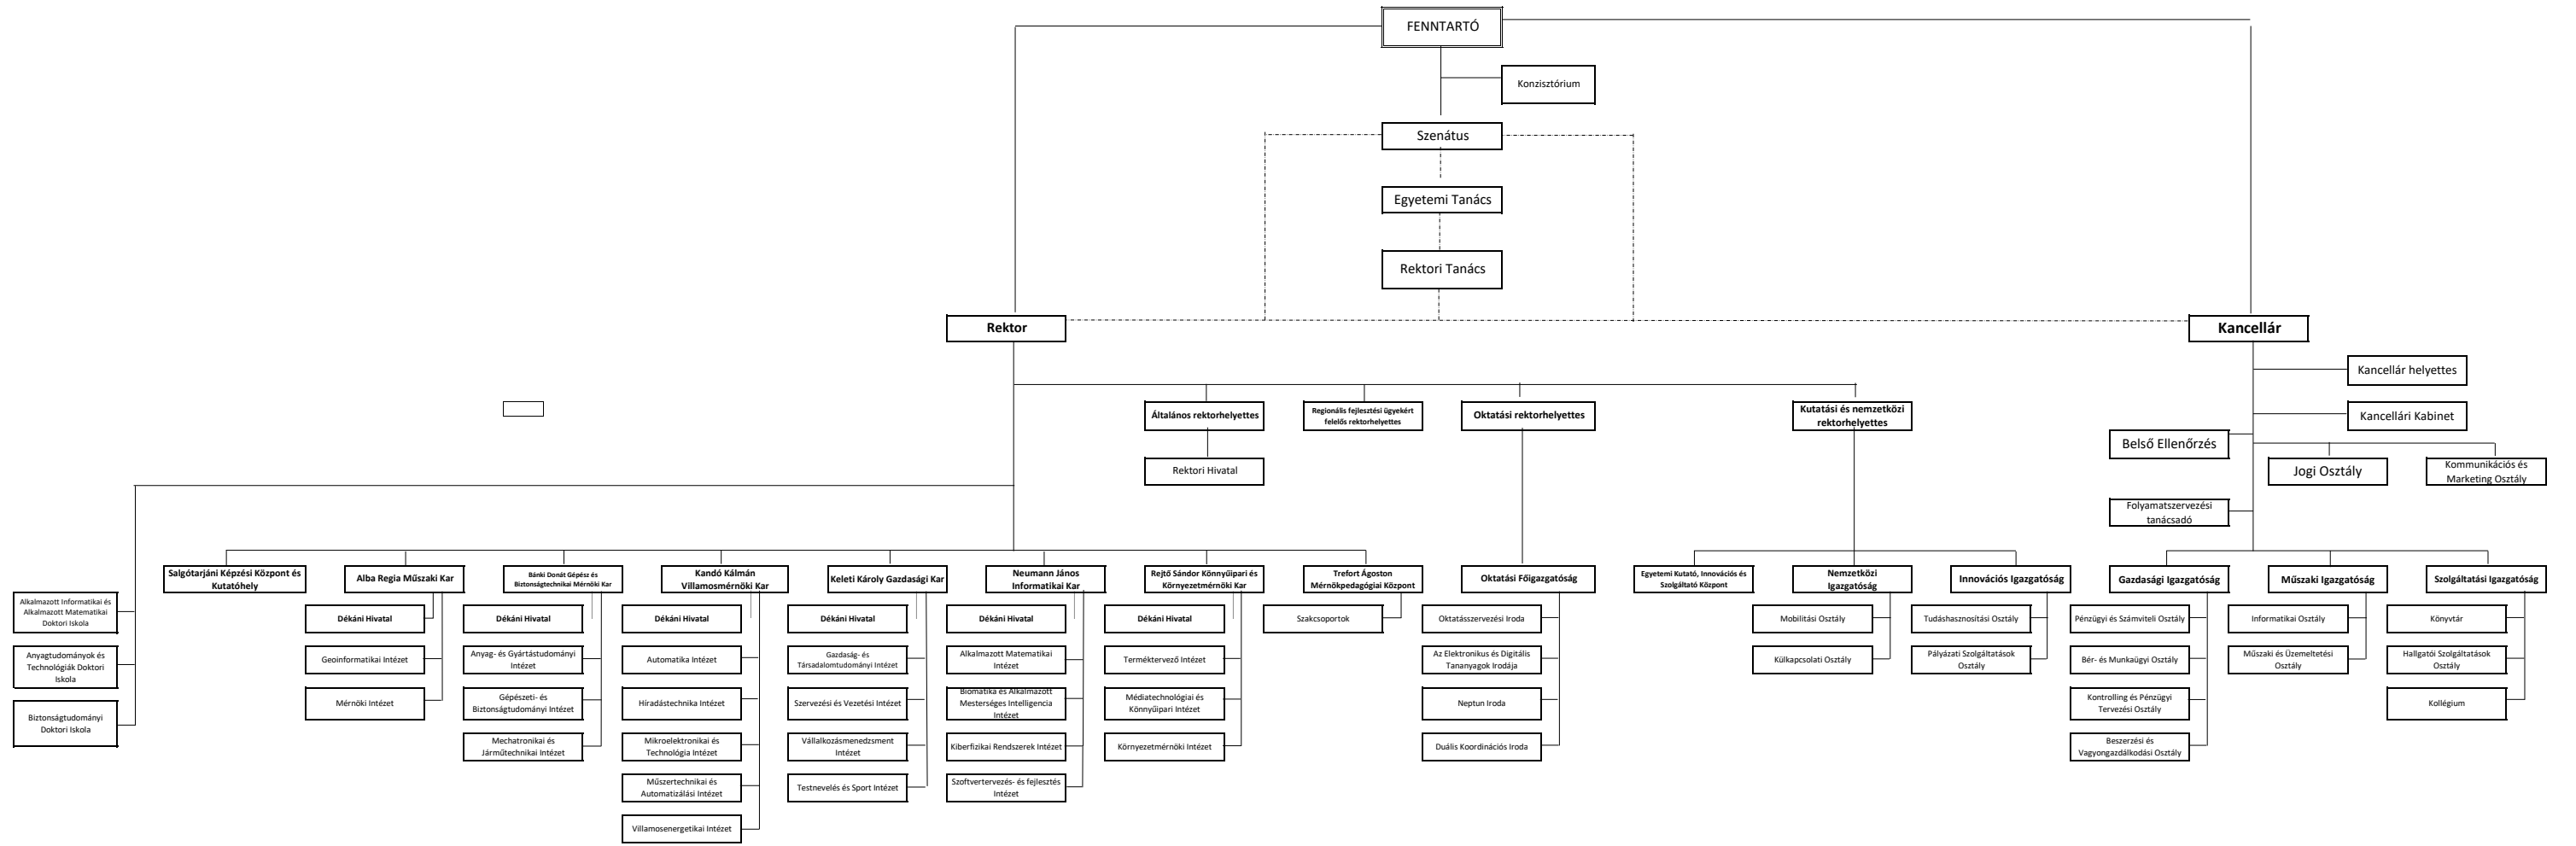 FENNTARTÓ
Konzisztórium
Szenátus
Egyetemi Tanács
Rektori Tanács
Rektor
Kancellár
Kancellár helyettes
Kancellári Kabinet
Belső Ellenőrzés
Jogi Osztály
Kommunikációs és
Marketing Osztály
Folyamatszervezési
tanácsadó
Általános rektorhelyettes
Regionális fejlesztési ügyekért
felelős rektorhelyettes
Oktatási rektorhelyettes
Kutatási és nemzetközi
rektorhelyettes
Rektori Hivatal
Alkalmazott Informatikai és
Alkalmazott Matematikai
Doktori Iskola
Anyagtudományok és
Technológiák Doktori
Iskola
Biztonságtudományi
Doktori Iskola
Salgótarjáni Képzési Központ és
Kutatóhely
Alba Regia Műszaki Kar
Dékáni Hivatal
Geoinformatikai Intézet
Mérnöki Intézet
Bánki Donát Gépész és
Biztonságtechnikai Mérnöki Kar
Dékáni Hivatal
Anyag- és Gyártástudományi
Intézet
Gépészeti- és
Biztonságtudományi Intézet
Mechatronikai és
Járműtechnikai Intézet
Kandó Kálmán
Villamosmérnöki Kar
Dékáni Hivatal
Automatika Intézet
Híradástechnika Intézet
Mikroelektronikai és
Technológia Intézet
Műszertechnikai és
Automatizálási Intézet
Villamosenergetikai Intézet
Keleti Károly Gazdasági Kar
Dékáni Hivatal
Gazdaság- és
Társadalomtudományi Intézet
Szervezési és Vezetési Intézet
Vállalkozásmenedzsment
Intézet
Testnevelés és Sport Intézet
Neumann János
Informatikai Kar
Dékáni Hivatal
Alkalmazott Matematikai
Intézet
Biomatika és Alkalmazott
Mesterséges Intelligencia
Intézet
Kiberfizikai Rendszerek Intézet
Szoftvertervezés- és fejlesztés
Intézet
Rejtő Sándor Könnyűipari és
Környezetmérnöki Kar
Dékáni Hivatal
Terméktervező Intézet
Médiatechnológiai és
Könnyűipari Intézet
Környezetmérnöki Intézet
Trefort Ágoston
Mérnökpedagógiai Központ
Szakcsoportok
Oktatási Főigazgatóság
Oktatásszervezési Iroda
Az Elektronikus és Digitális
Tananyagok Irodája
Neptun Iroda
Duális Koordinációs Iroda
Egyetemi Kutató, Innovációs és
Szolgáltató Központ
Nemzetközi
Igazgatóság
Mobilitási Osztály
Külkapcsolati Osztály
Innovációs Igazgatóság
Tudáshasznosítási Osztály
Pályázati Szolgáltatások
Osztály
Gazdasági Igazgatóság
Pénzügyi és Számviteli Osztály
Bér- és Munkaügyi Osztály
Kontrolling és Pénzügyi
Tervezési Osztály
Beszerzési és
Vagyongazdálkodási Osztály
Műszaki Igazgatóság
Informatikai Osztály
Műszaki és Üzemeltetési
Osztály
Szolgáltatási Igazgatóság
Könyvtár
Hallgatói Szolgáltatások
Osztály
Kollégium